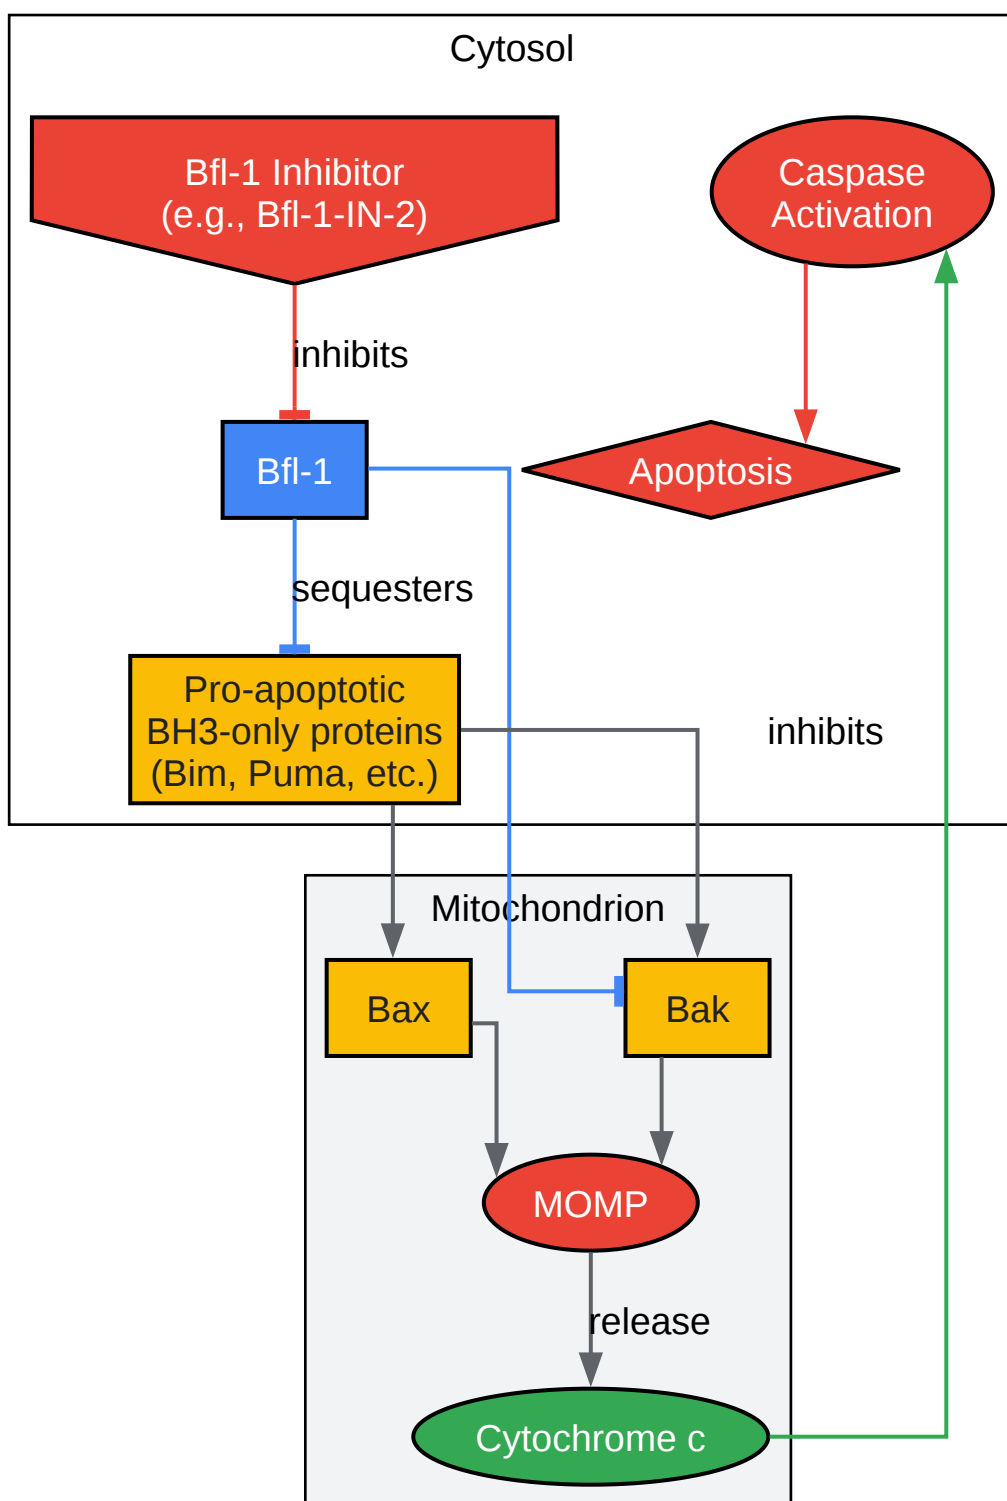 Cytosol
Bfl-1 Inhibitor
(e.g., Bfl-1-IN-2)
Caspase
Activation
inhibits
Bfl-1
Apoptosis
sequesters
Pro-apoptotic
BH3-only proteins
(Bim, Puma, etc.)
inhibits
Mitochondrion
Bax
Bak
MOMP
release
Cytochrome c